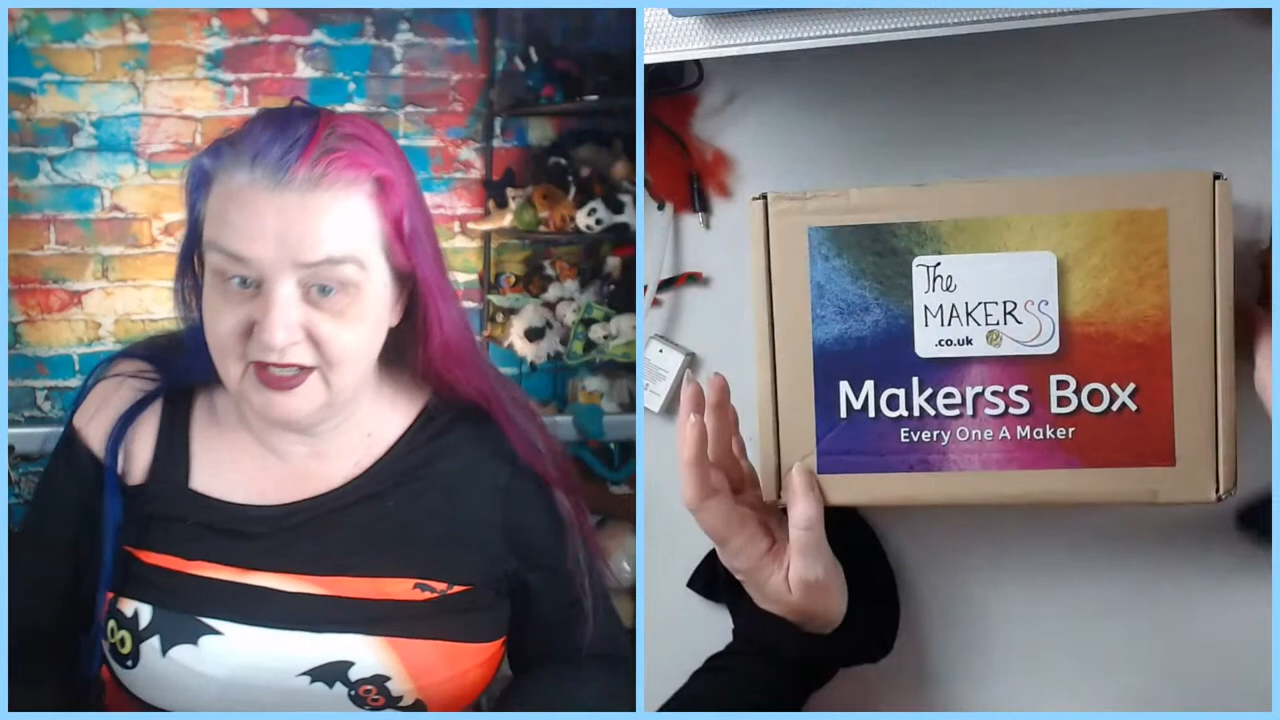 The
MAKERSS
.co.uk
Makerss Box
Every One A Maker